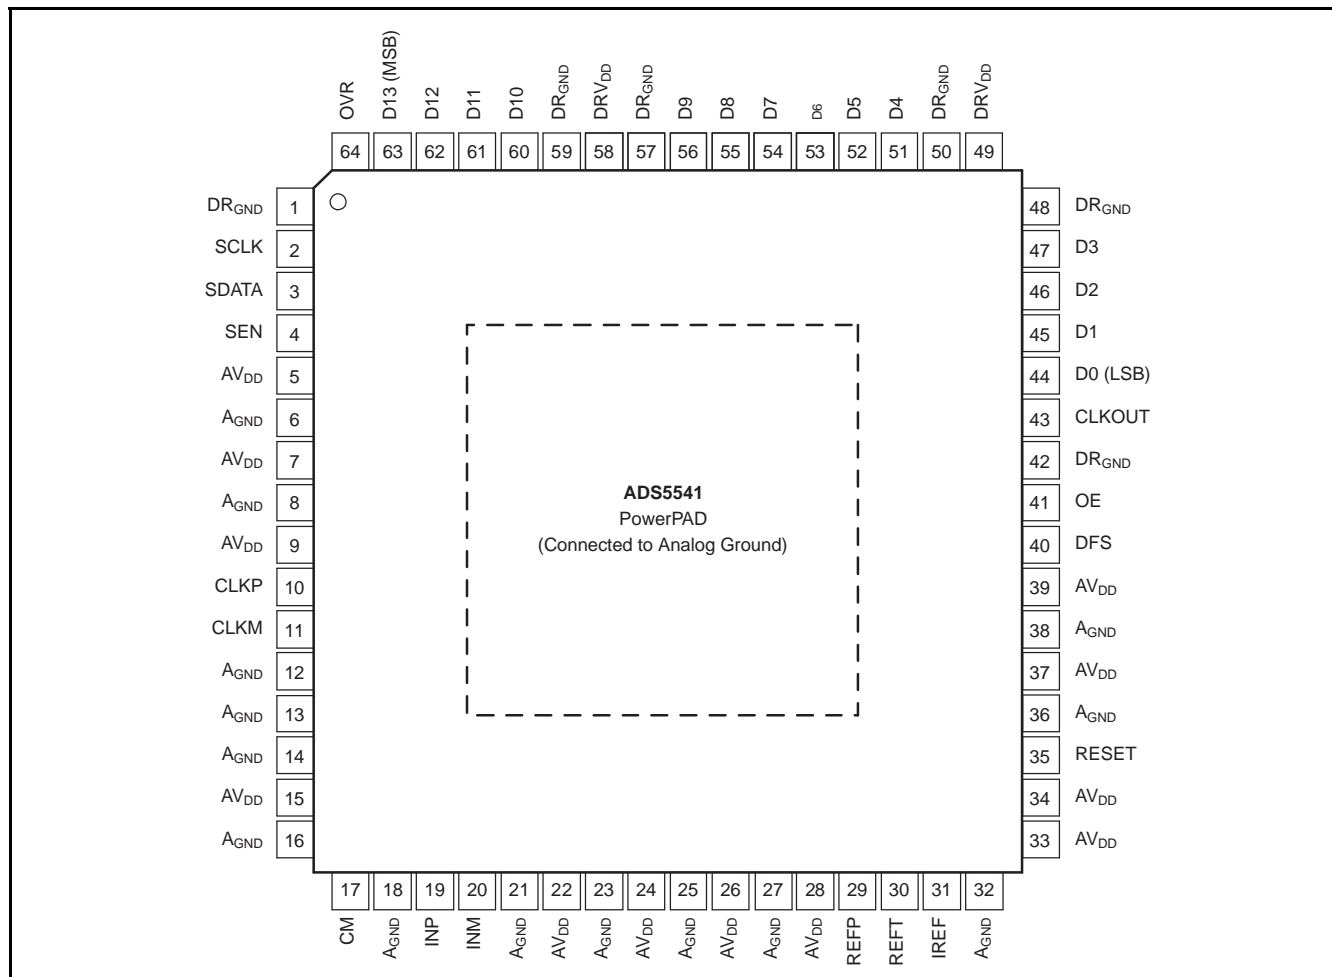 OVR
D13 (MSB)
D12
D11
D10
DRGND
DRVDD
DRGND
D9
D8
D7
D6
D5
D4
DRGND
DRVDD
64 63 62 61 60 59 58 57 56 55 54 53 52 51 50 49
DRGND 1
SCLK 2
SDATA 3
SEN 4
AVDD 5
AGND 6
AVDD 7
AGND 8
AVDD 9
CLKP 10
CLKM 11
AGND 12
AGND 13
AGND 14
AVDD 15
AGND 16
ADS5541
PowerPAD
(Connected to Analog Ground)
48 DRGND
47 D3
46 D2
45 D1
44 D0 (LSB)
43 CLKOUT
42 DRGND
41 OE
40 DFS
39 AVDD
38 AGND
37 AVDD
36 AGND
35 RESET
34 AVDD
33 AVDD
17 18 19 20 21 22 23 24 25 26 27 28 29 30 31 32
CM
AGND
INP
INM
AGND
AVDD
AGND
AVDD
AGND
AVDD
AGND
AVDD
REFP
REFT
IREF
AGND